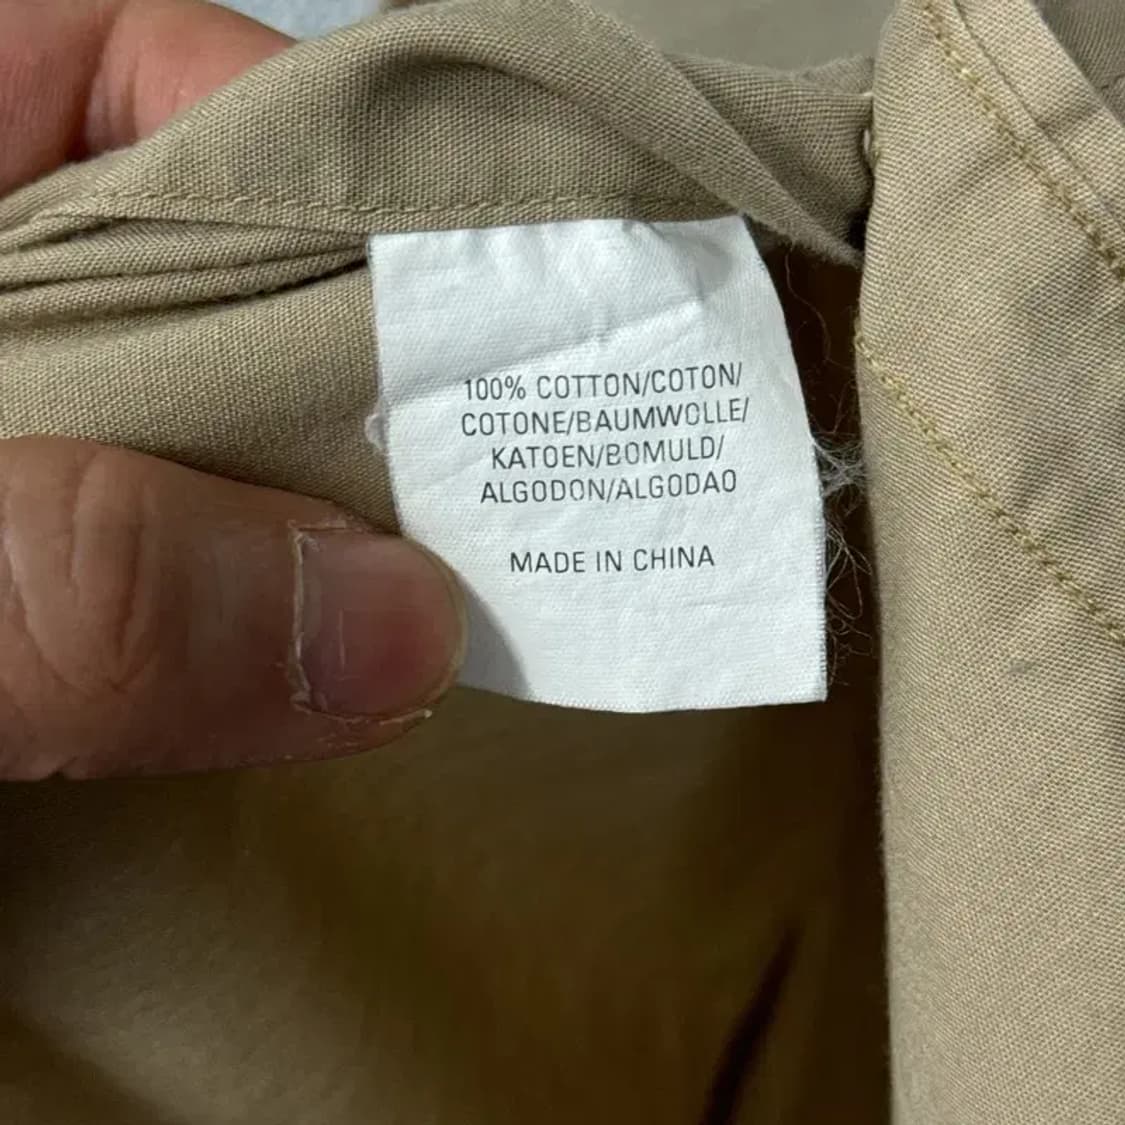 100% COTTON/COTON/
COTONE/BAUMWOLLE/
KATOEN/BOMULD/
ALGODON/ALGODAO
MADE IN CHINA